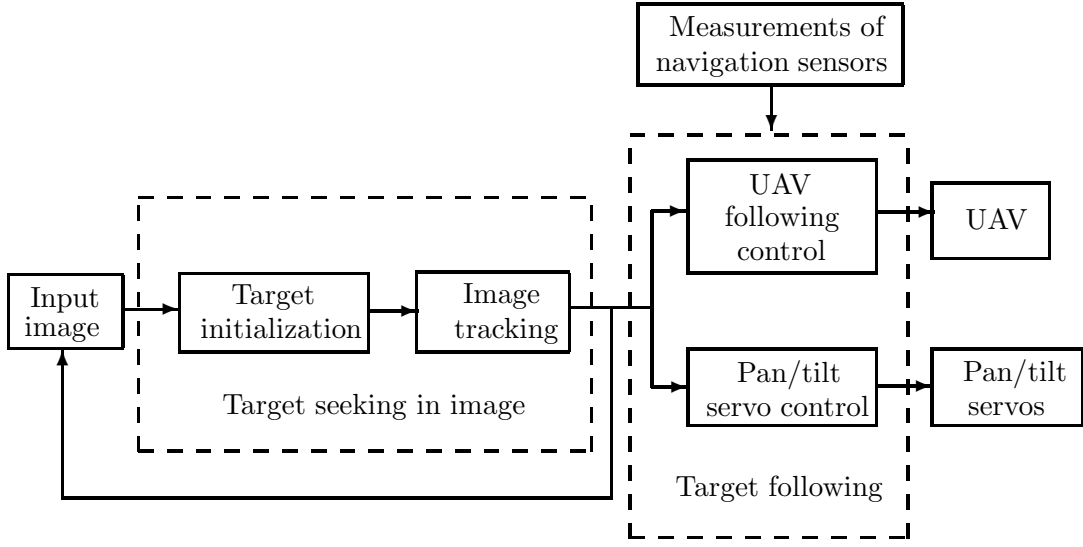 Measurements of
navigation sensors
UAV
following
control
UAV
Input
image
Target
initialization
Image
tracking
Pan/tilt
servo control
Pan/tilt
servos
Target seeking in image
Target following